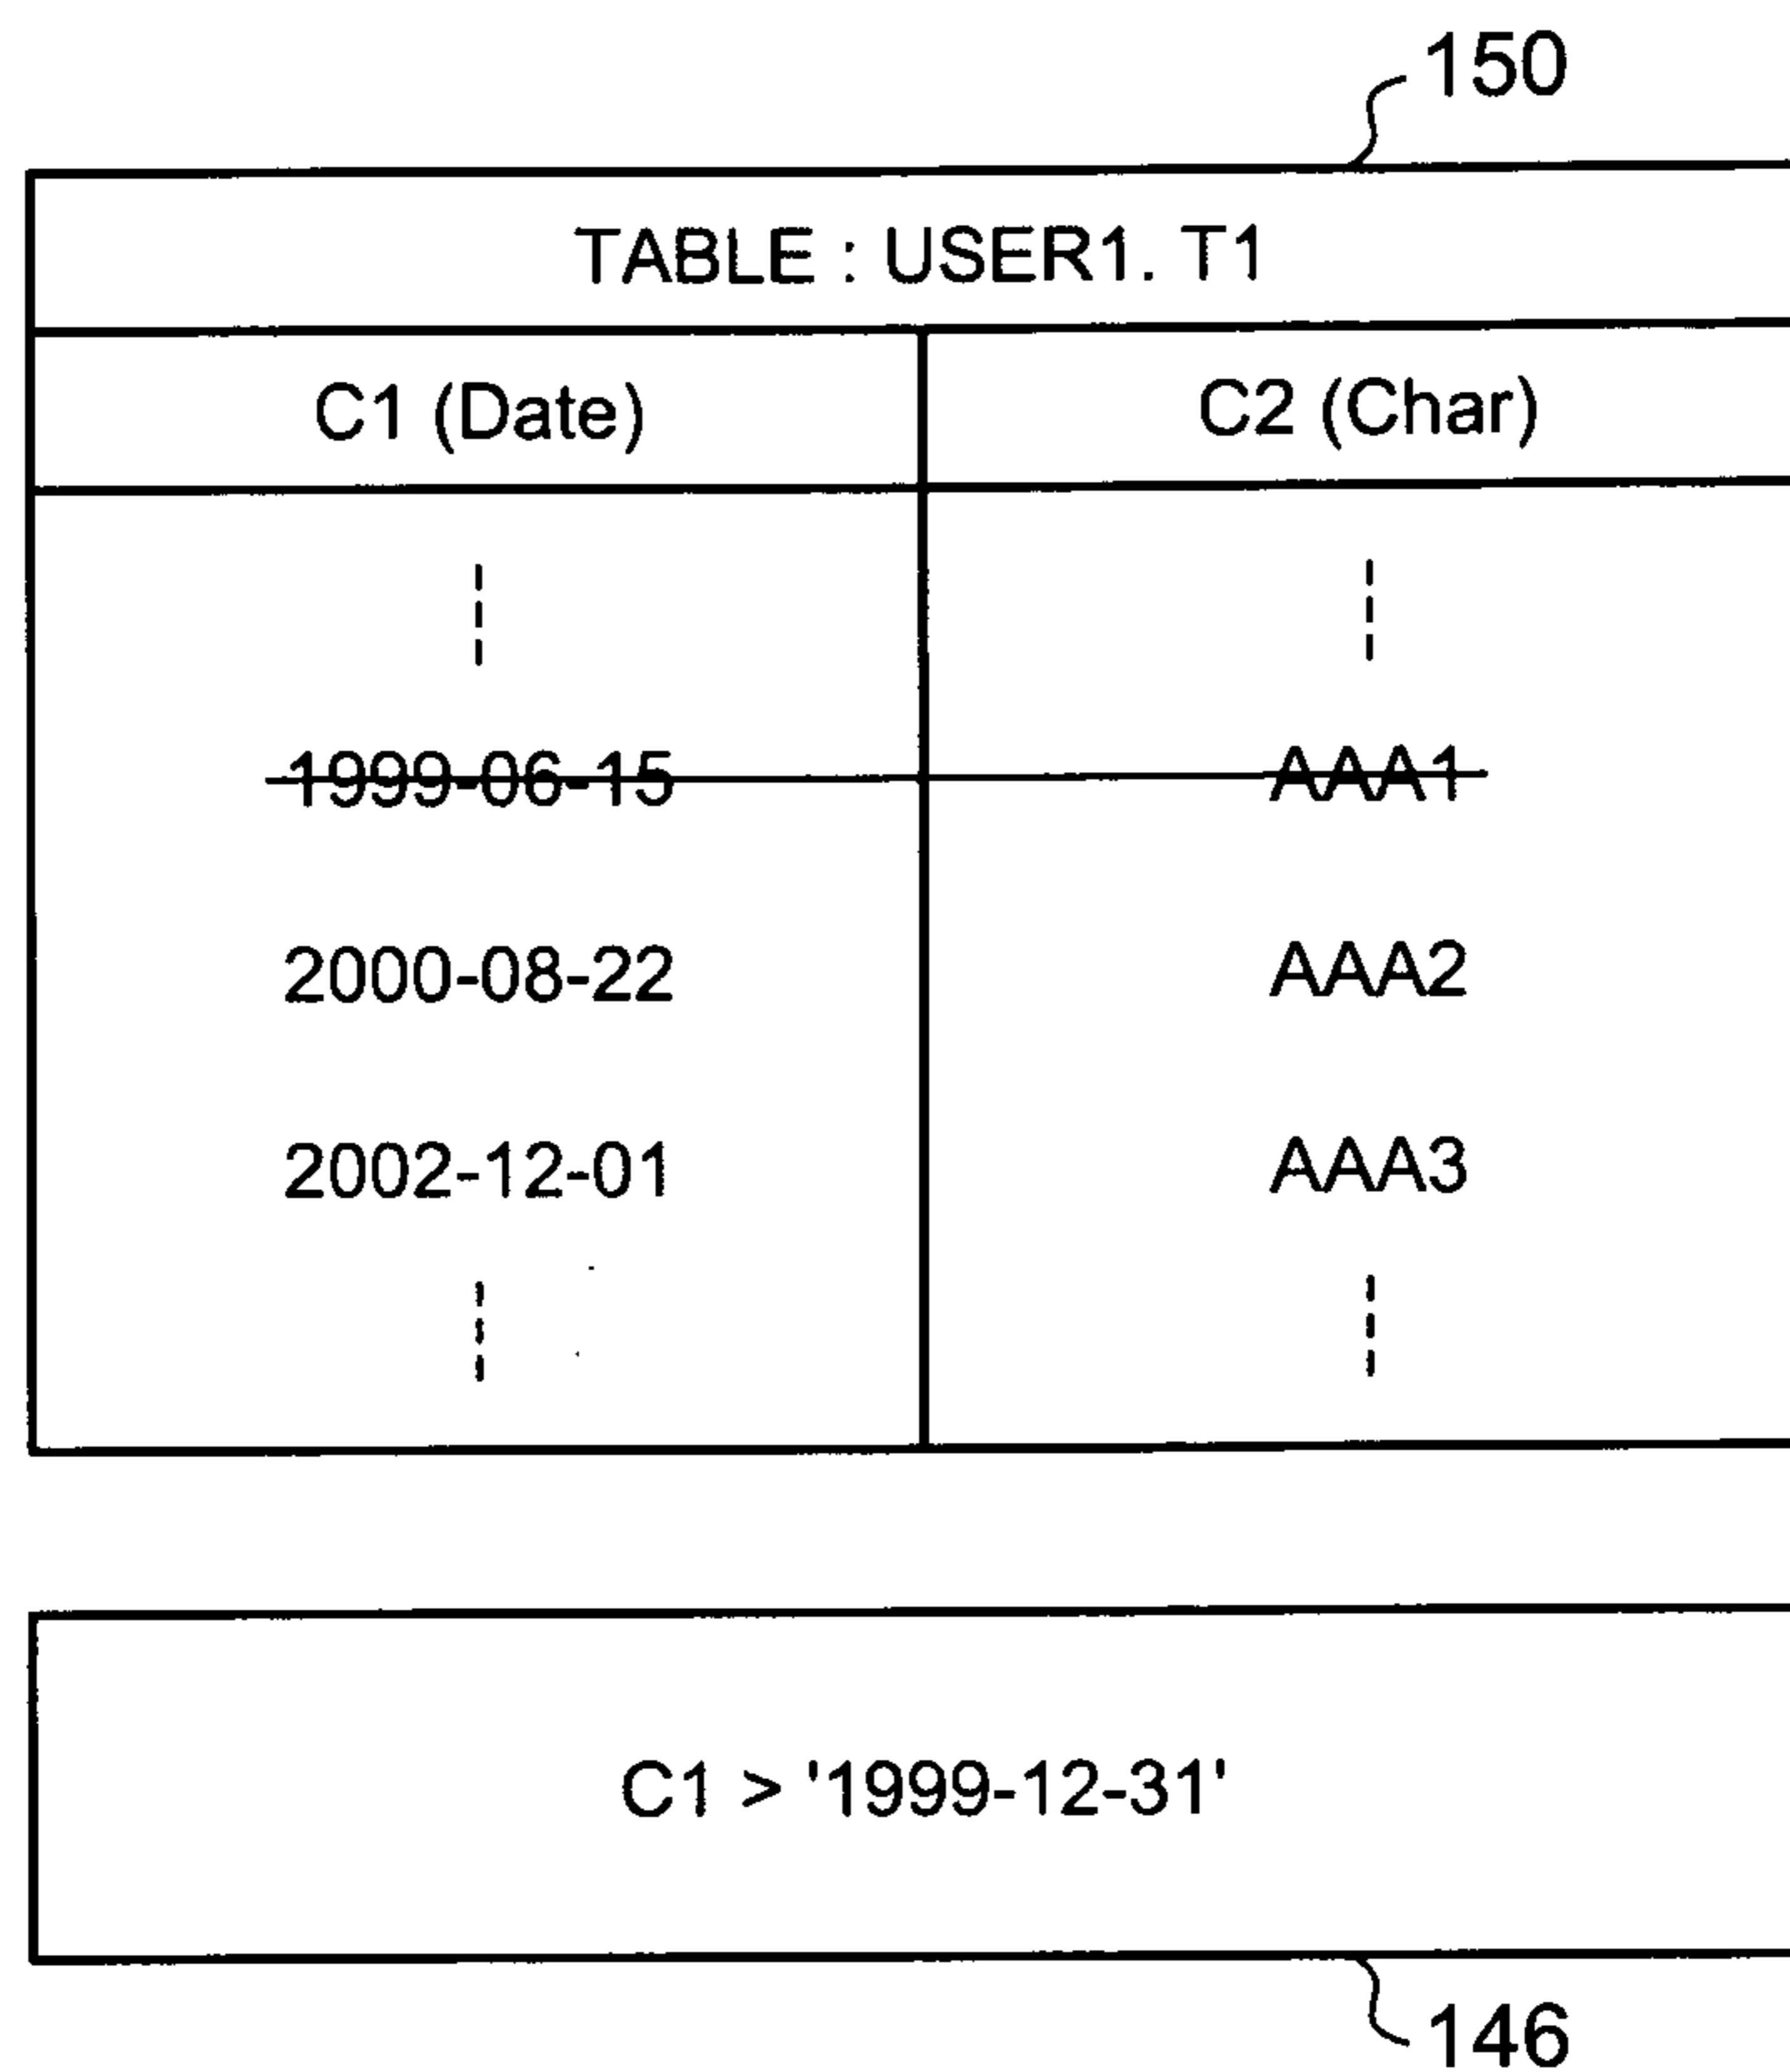 150
TABLE : USER1. T1
C1 (Date) C2 (Char)
1999-06-15 AAA1
2000-08-22 AAA2
2002-12-01 AAA3
C1 > '1999-12-31'
146